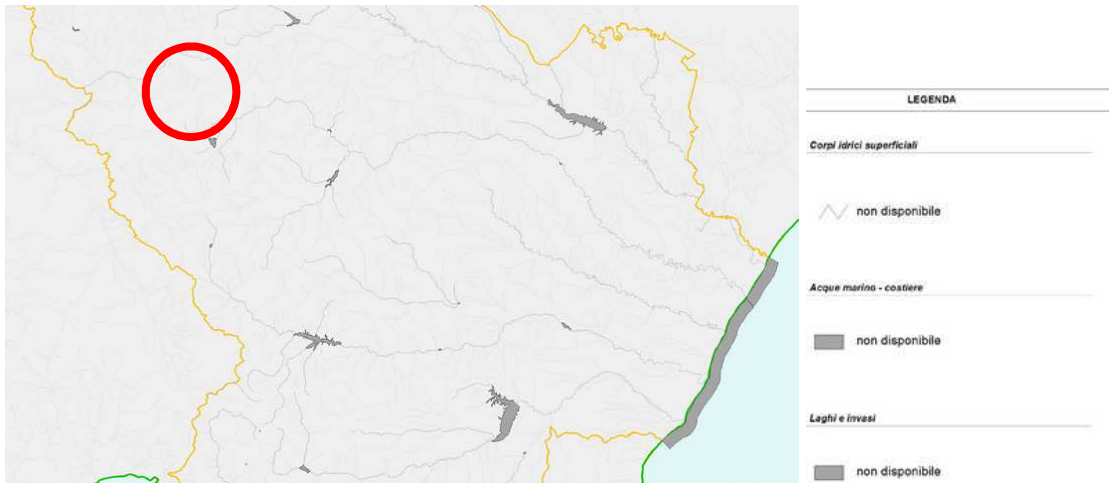 LEGENDA
Corpi idrici superficiali
non disponibile
Acque marino - costiere
non disponibile
Laghi e invasi
non disponibile